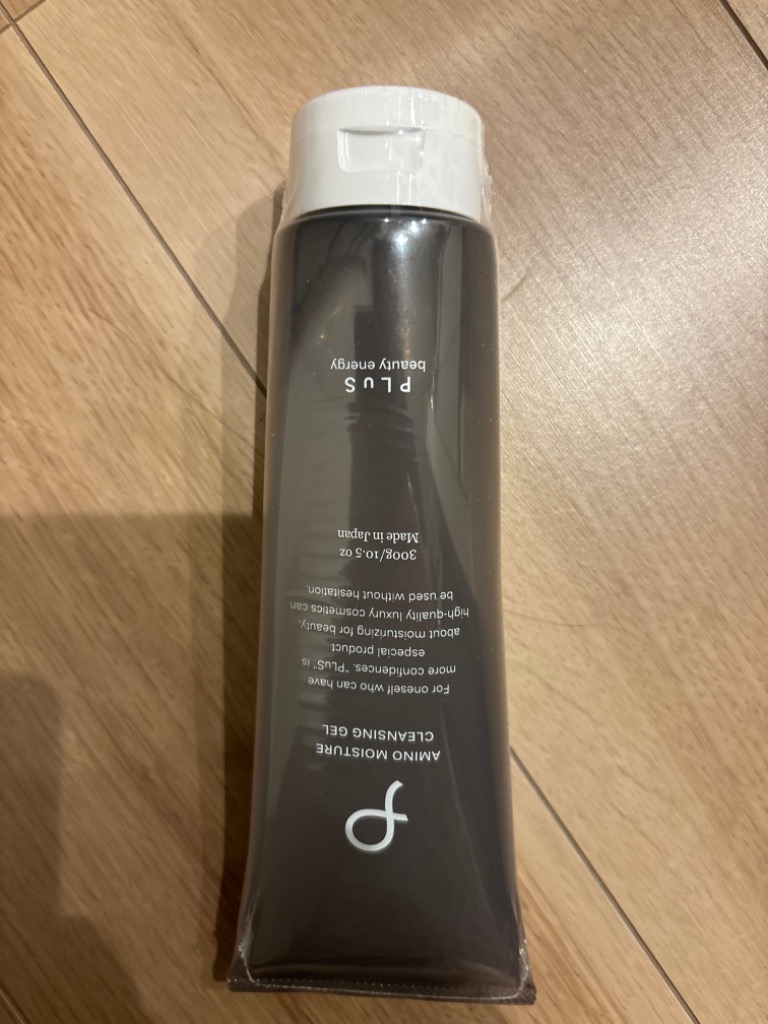 AMINO MOISTURE
CLEANSING GEL
For oneself who can have
more confidences. "PLuS" is
especial product
about moisturizing for beauty,
high-quality luxury cosmetics can
be used without hesitation.
300g/10.5 oz
Made in Japan
PLuS
beauty energy